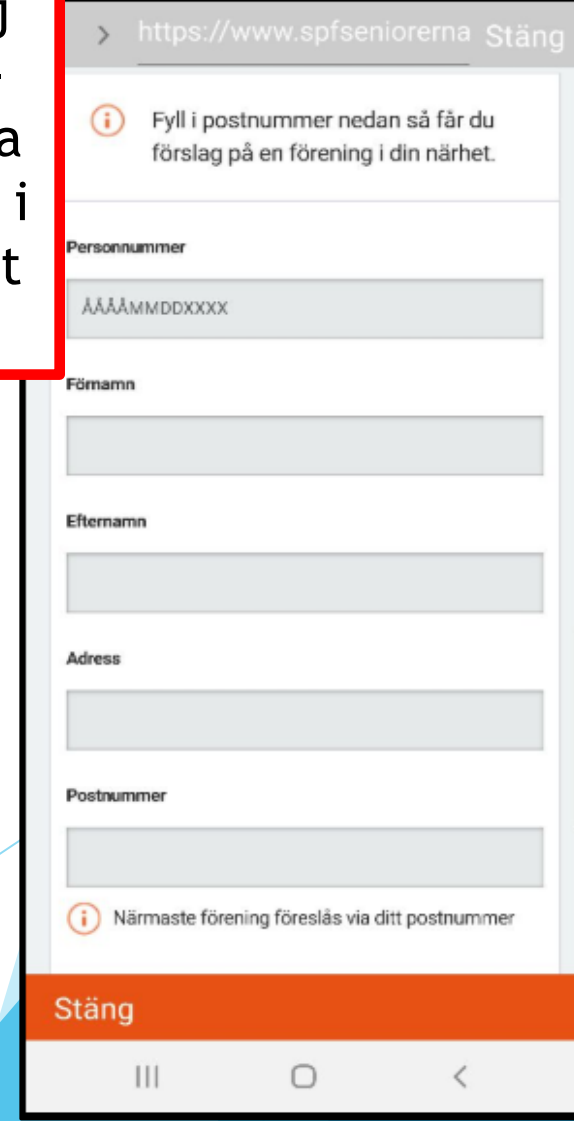 a
i
t
https://www.spfseniorerna Stäng
Fyll i postnummer nedan så får du
förslag på en förening i din närhet.
Personnummer
ÅÅÅÅMMDDXXXX
Förnamn
Efternamn
Adress
Postnummer
Närmaste förening föreslås via ditt postnummer
Stäng